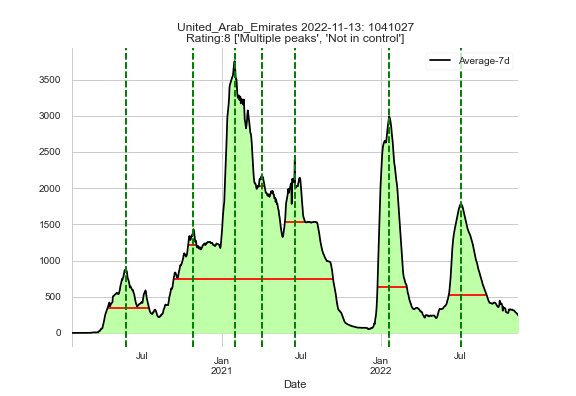 United_Arab_Emirates 2022-11-13: 1041027
Rating:8 ['Multiple peaks', 'Not in control']
Average-7d
3500
3000
2500
2000
1500
1000
500
0
Jul
Jan
2021
Jul
Jan
2022
Jul
Date